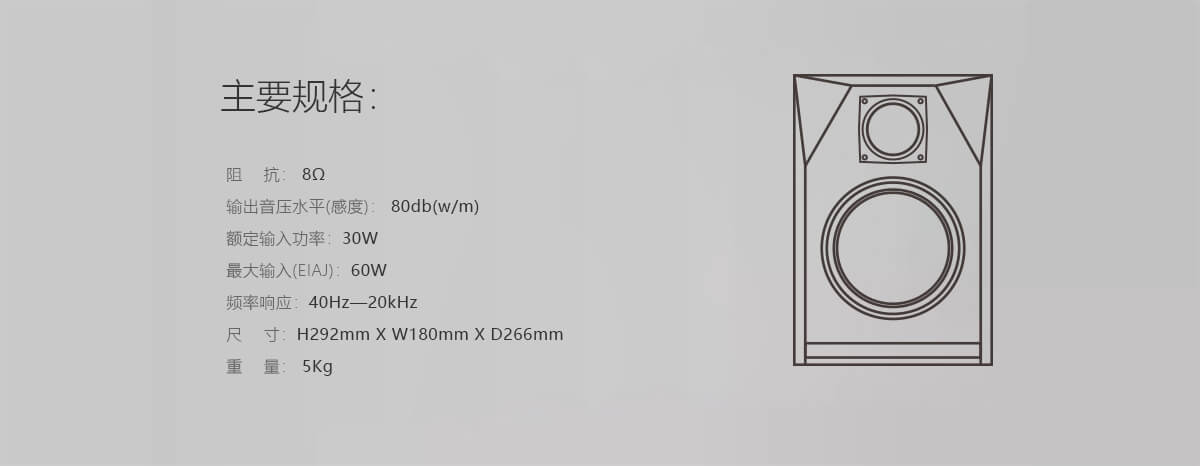 主要规格：
阻 抗： 8Ω
输出音压水平(感度)： 80db(w/m)
额定输入功率：30W
最大输入(EIAJ)：60W
频率响应：40Hz—20kHz
尺 寸：H292mm X W180mm X D266mm
重 量： 5Kg